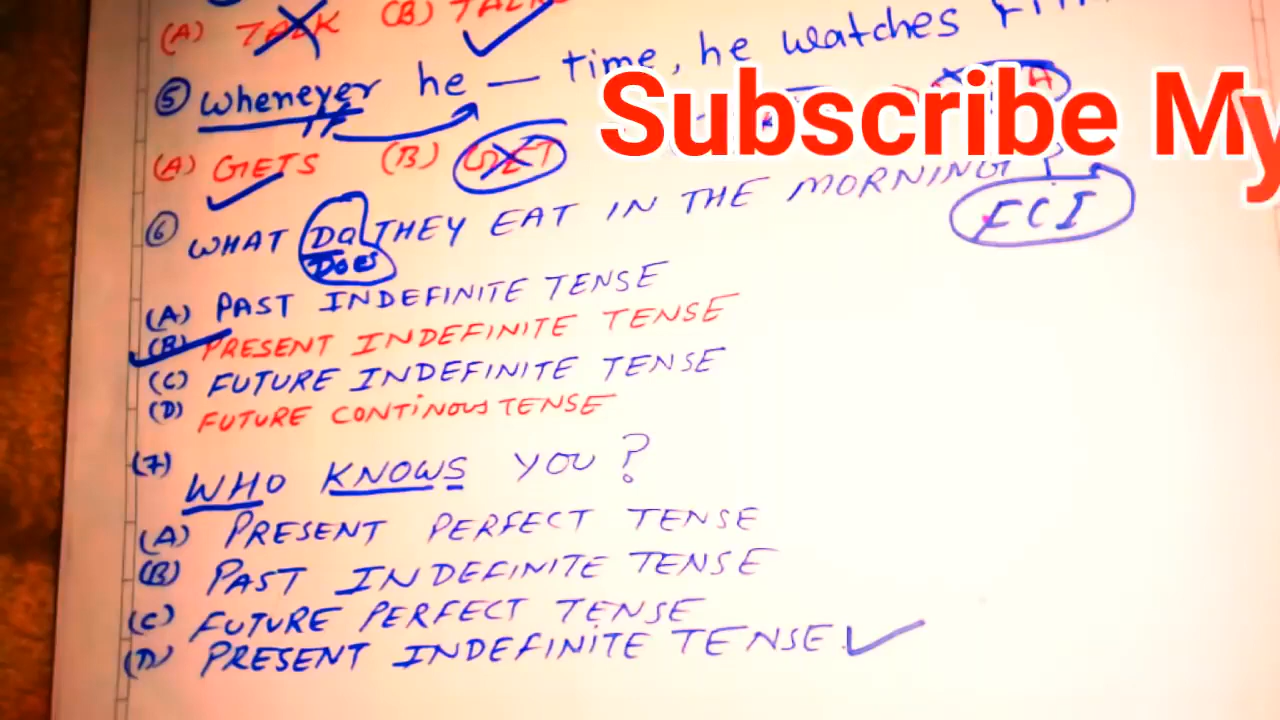 (A) TALK (B) TALK
⑤ Whenever he — time, he watches
Subscribe My
(A) GETS (B) GET
⑥ WHAT DO THEY EAT IN THE MORNING?
DOES
FCI
(A) PAST INDEFINITE TENSE
(B) PRESENT INDEFINITE TENSE
(C) FUTURE INDEFINITE TENSE
(D) FUTURE CONTINOUS TENSE
(7) WHO KNOWS YOU?
(A) PRESENT PERFECT TENSE
(B) PAST INDEFINITE TENSE
(C) FUTURE PERFECT TENSE
(D) PRESENT INDEFINITE TENSE